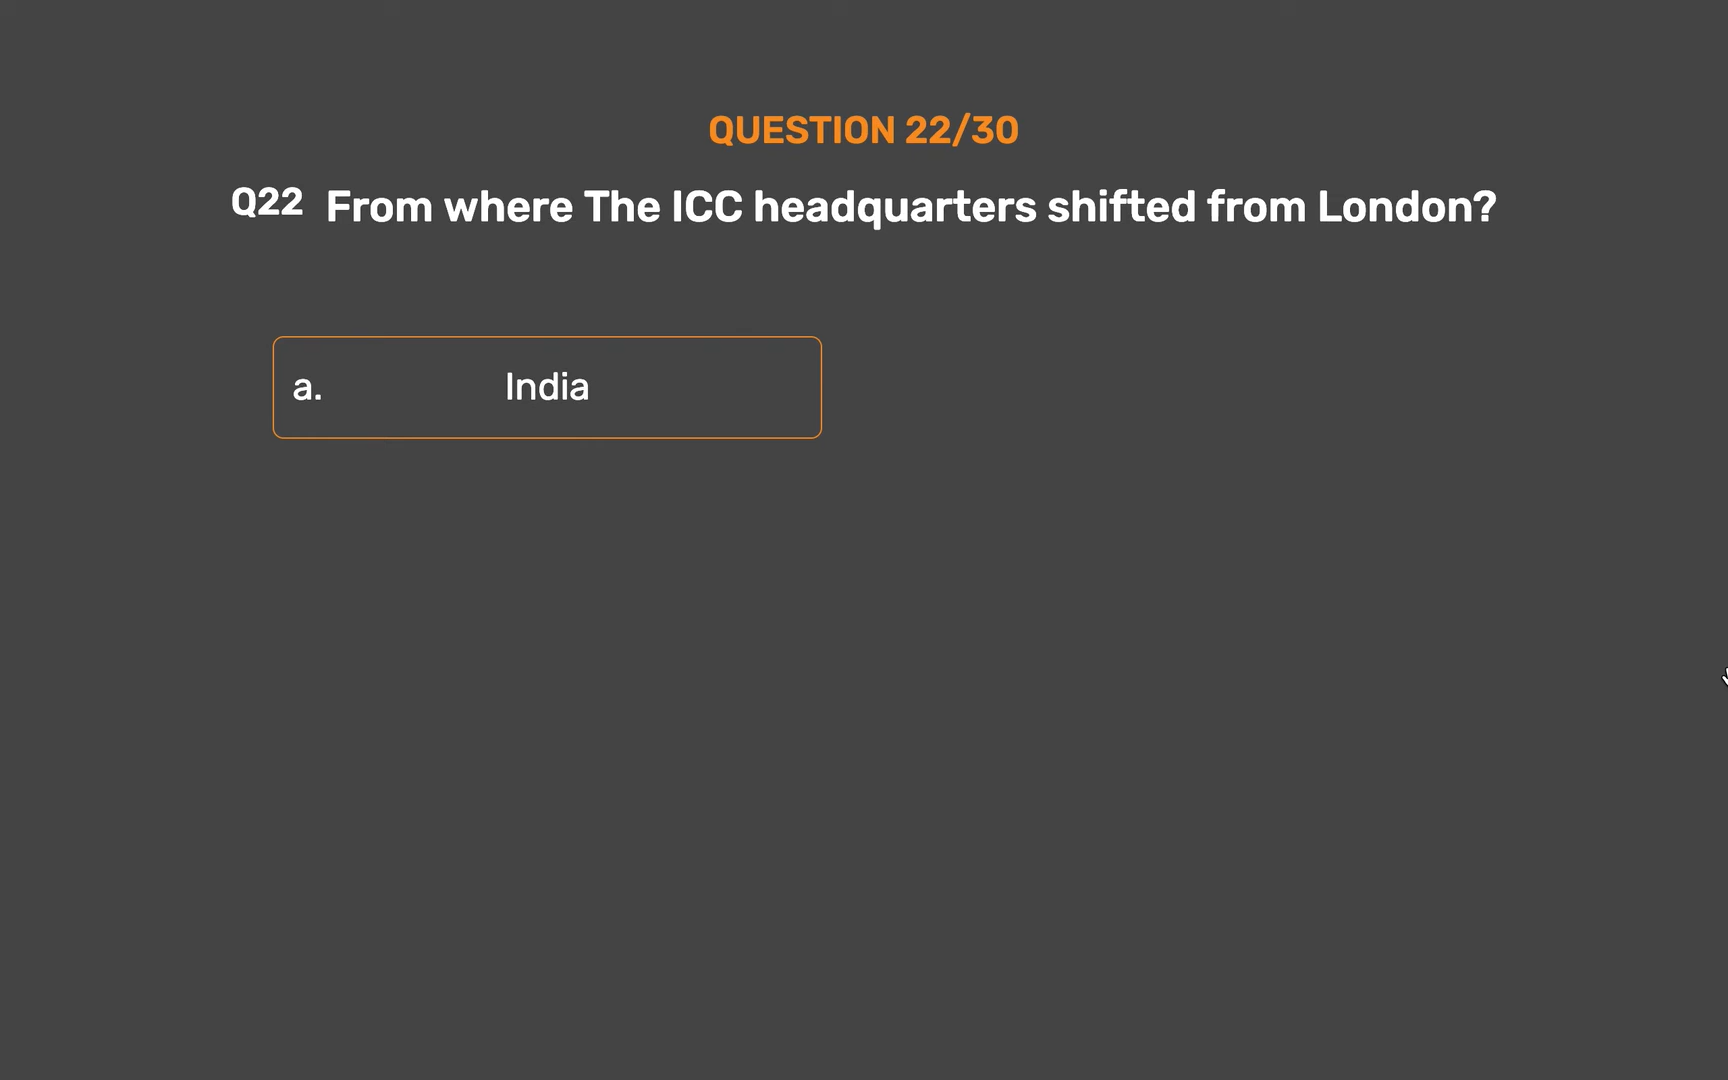 QUESTION 22/30
Q22 From where The ICC headquarters shifted from London?
a. India